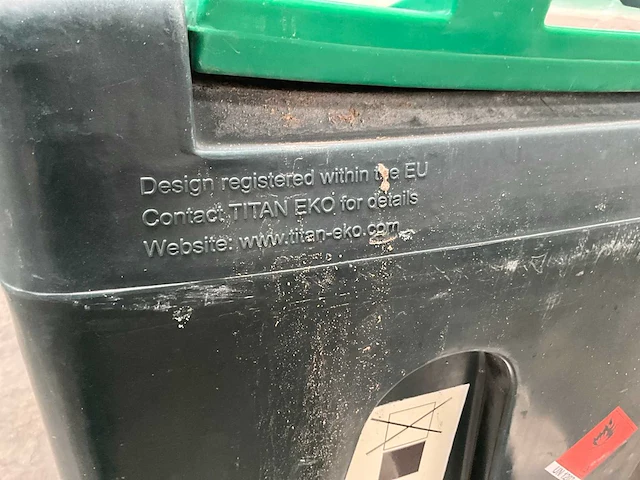 Design registered within the EU
Contact TITAN EKO for details
Website: www.titan-eko.com